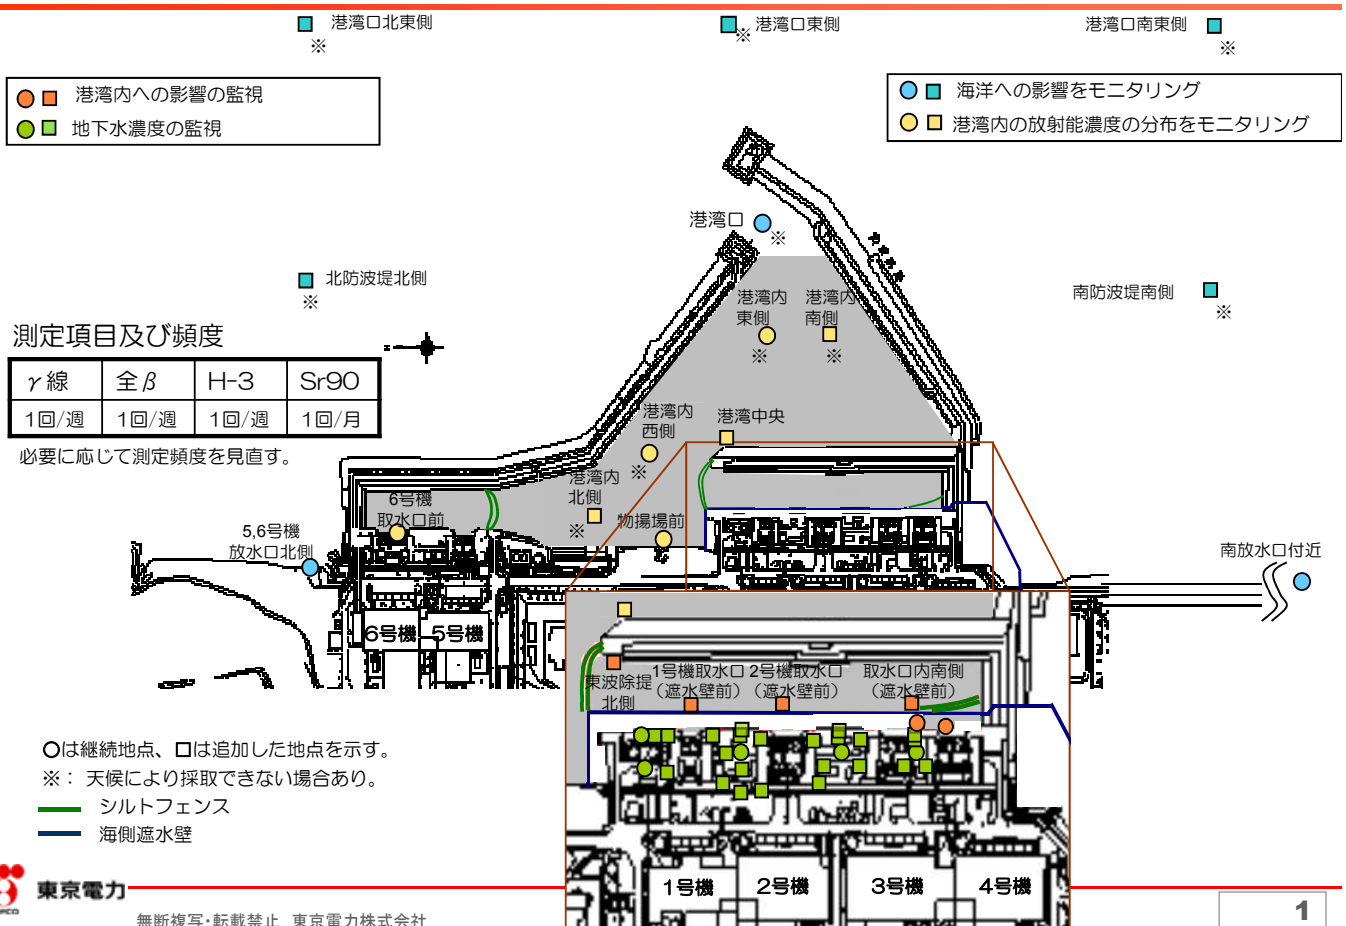 港湾口北東側
※
港湾口東側
※
港湾口南東側
※
港湾内への影響の監視
地下水濃度の監視
海洋への影響をモニタリング
港湾内の放射能濃度の分布をモニタリング
港湾口
※
北防波堤北側
※
南防波堤南側
※
港湾内
東側
※
港湾内
南側
※
測定項目及び頻度
γ線 全β H-3 Sr90
1回/週 1回/週 1回/週 1回/月
必要に応じて測定頻度を見直す。
港湾内
西側
※
港湾中央
港湾内
北側
※
6号機
取水口前
物揚場前
5,6号機
放水口北側
南放水口付近
6号機 5号機
東波除堤
北側
1号機取水口
(遮水壁前)
2号機取水口
(遮水壁前)
取水口内南側
(遮水壁前)
○は継続地点、□は追加した地点を示す。
※： 天候により採取できない場合あり。
シルトフェンス
海側遮水壁
1号機 2号機 3号機 4号機
東京電力
無断複写・転載禁止 東京電力株式会社
1